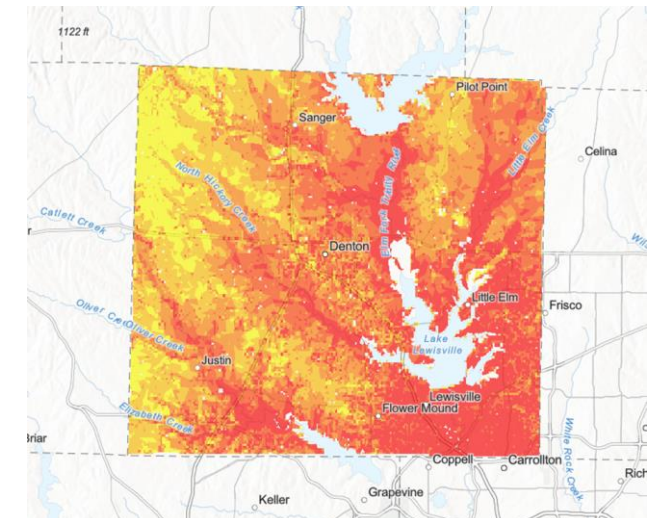 1122 ft
Pilot Point
Sanger
Celina
Little Elm Creek
North Hickory Creek
Elm Fork Trinity River
Catlett Creek
Denton
Little Elm
Frisco
Oliver Creek
Oliver Creek
Lake
Lewisville
Justin
Lewisville
Flower Mound
Elizabeth Creek
White Rock Creek
Briar
Coppell
Carrollton
Rich
Grapevine
Keller